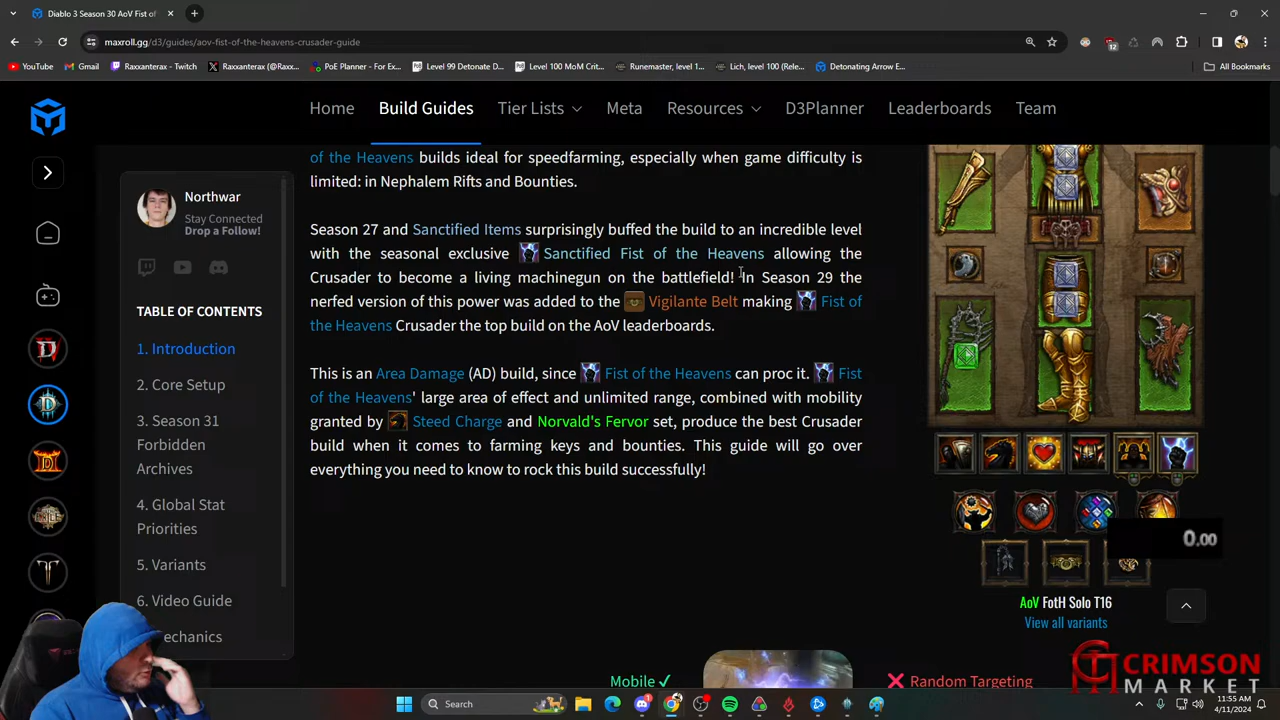 Diablo 3 Season 30 AoV Fist of
maxroll.gg/d3/guides/aov-fist-of-the-heavens-crusader-guide
12
YouTube
Gmail
Raxxanterax - Twitch
Raxxanterax (@Raxx...
PoE Planner - For Ex...
Level 99 Detonate D...
Level 100 MoM Crit...
Runemaster, level 1...
Lich, level 100 (Rele...
Detonating Arrow E...
All Bookmarks
Home
Build Guides
Tier Lists
Meta
Resources
D3Planner
Leaderboards
Team
Northwar
Stay Connected
Drop a Follow!
TABLE OF CONTENTS
1. Introduction
2. Core Setup
3. Season 31
Forbidden
Archives
4. Global Stat
Priorities
5. Variants
6. Video Guide
echanics
of the Heavens builds ideal for speedfarming, especially when game difficulty is
limited: in Nephalem Rifts and Bounties.
Season 27 and Sanctified Items surprisingly buffed the build to an incredible level
with the seasonal exclusive Sanctified Fist of the Heavens allowing the
Crusader to become a living machinegun on the battlefield! In Season 29 the
nerfed version of this power was added to the Vigilante Belt making Fist of
the Heavens Crusader the top build on the AoV leaderboards.
This is an Area Damage (AD) build, since Fist of the Heavens can proc it. Fist
of the Heavens' large area of effect and unlimited range, combined with mobility
granted by Steed Charge and Norvald's Fervor set, produce the best Crusader
build when it comes to farming keys and bounties. This guide will go over
everything you need to know to rock this build successfully!
0.00
AoV FotH Solo T16
View all variants
Mobile ✓
Random Targeting
CRIMSON
MARKET
Search
11:55 AM
4/11/2024